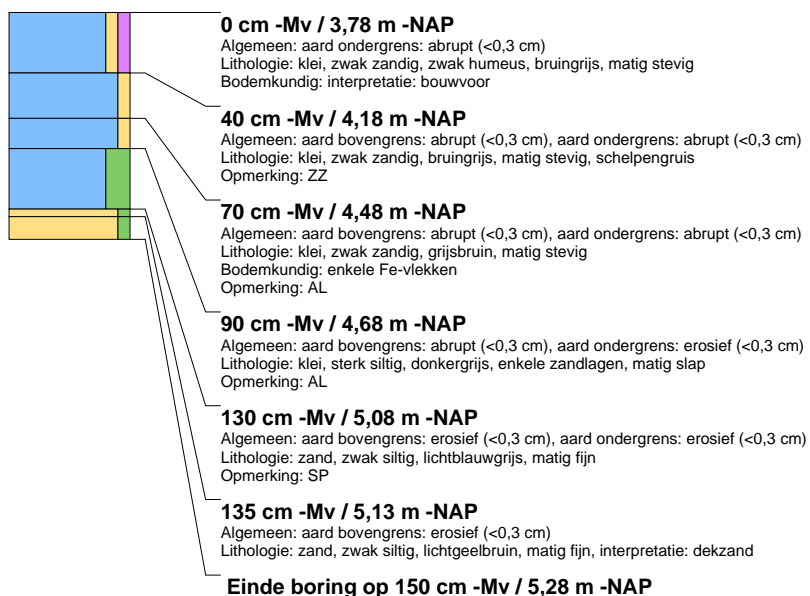 0 cm -Mv / 3,78 m -NAP
Algemeen: aard ondergrens: abrupt (<0,3 cm)
Lithologie: klei, zwak zandig, zwak humeus, bruingrijs, matig stevig
Bodemkundig: interpretatie: bouwvoor
40 cm -Mv / 4,18 m -NAP
Algemeen: aard bovengrens: abrupt (<0,3 cm), aard ondergrens: abrupt (<0,3 cm)
Lithologie: klei, zwak zandig, bruingrijs, matig stevig, schelpengruis
Opmerking: ZZ
70 cm -Mv / 4,48 m -NAP
Algemeen: aard bovengrens: abrupt (<0,3 cm), aard ondergrens: abrupt (<0,3 cm)
Lithologie: klei, zwak zandig, grijsbruin, matig stevig
Bodemkundig: enkele Fe-vlekken
Opmerking: AL
90 cm -Mv / 4,68 m -NAP
Algemeen: aard bovengrens: abrupt (<0,3 cm), aard ondergrens: erosief (<0,3 cm)
Lithologie: klei, sterk siltig, donkergrijs, enkele zandlagen, matig slap
Opmerking: AL
130 cm -Mv / 5,08 m -NAP
Algemeen: aard bovengrens: erosief (<0,3 cm), aard ondergrens: erosief (<0,3 cm)
Lithologie: zand, zwak siltig, lichtblauwgrijs, matig fijn
Opmerking: SP
135 cm -Mv / 5,13 m -NAP
Algemeen: aard bovengrens: erosief (<0,3 cm)
Lithologie: zand, zwak siltig, lichtgeelbruin, matig fijn, interpretatie: dekzand
Einde boring op 150 cm -Mv / 5,28 m -NAP